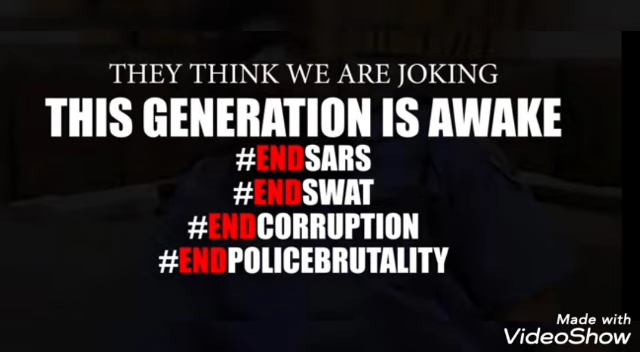 THEY THINK WE ARE JOKING
THIS GENERATION IS AWAKE
#ENDSARS
#ENDSWAT
#ENDCORRUPTION
#ENDPOLICEBRUTALITY
Made with
VideoShow